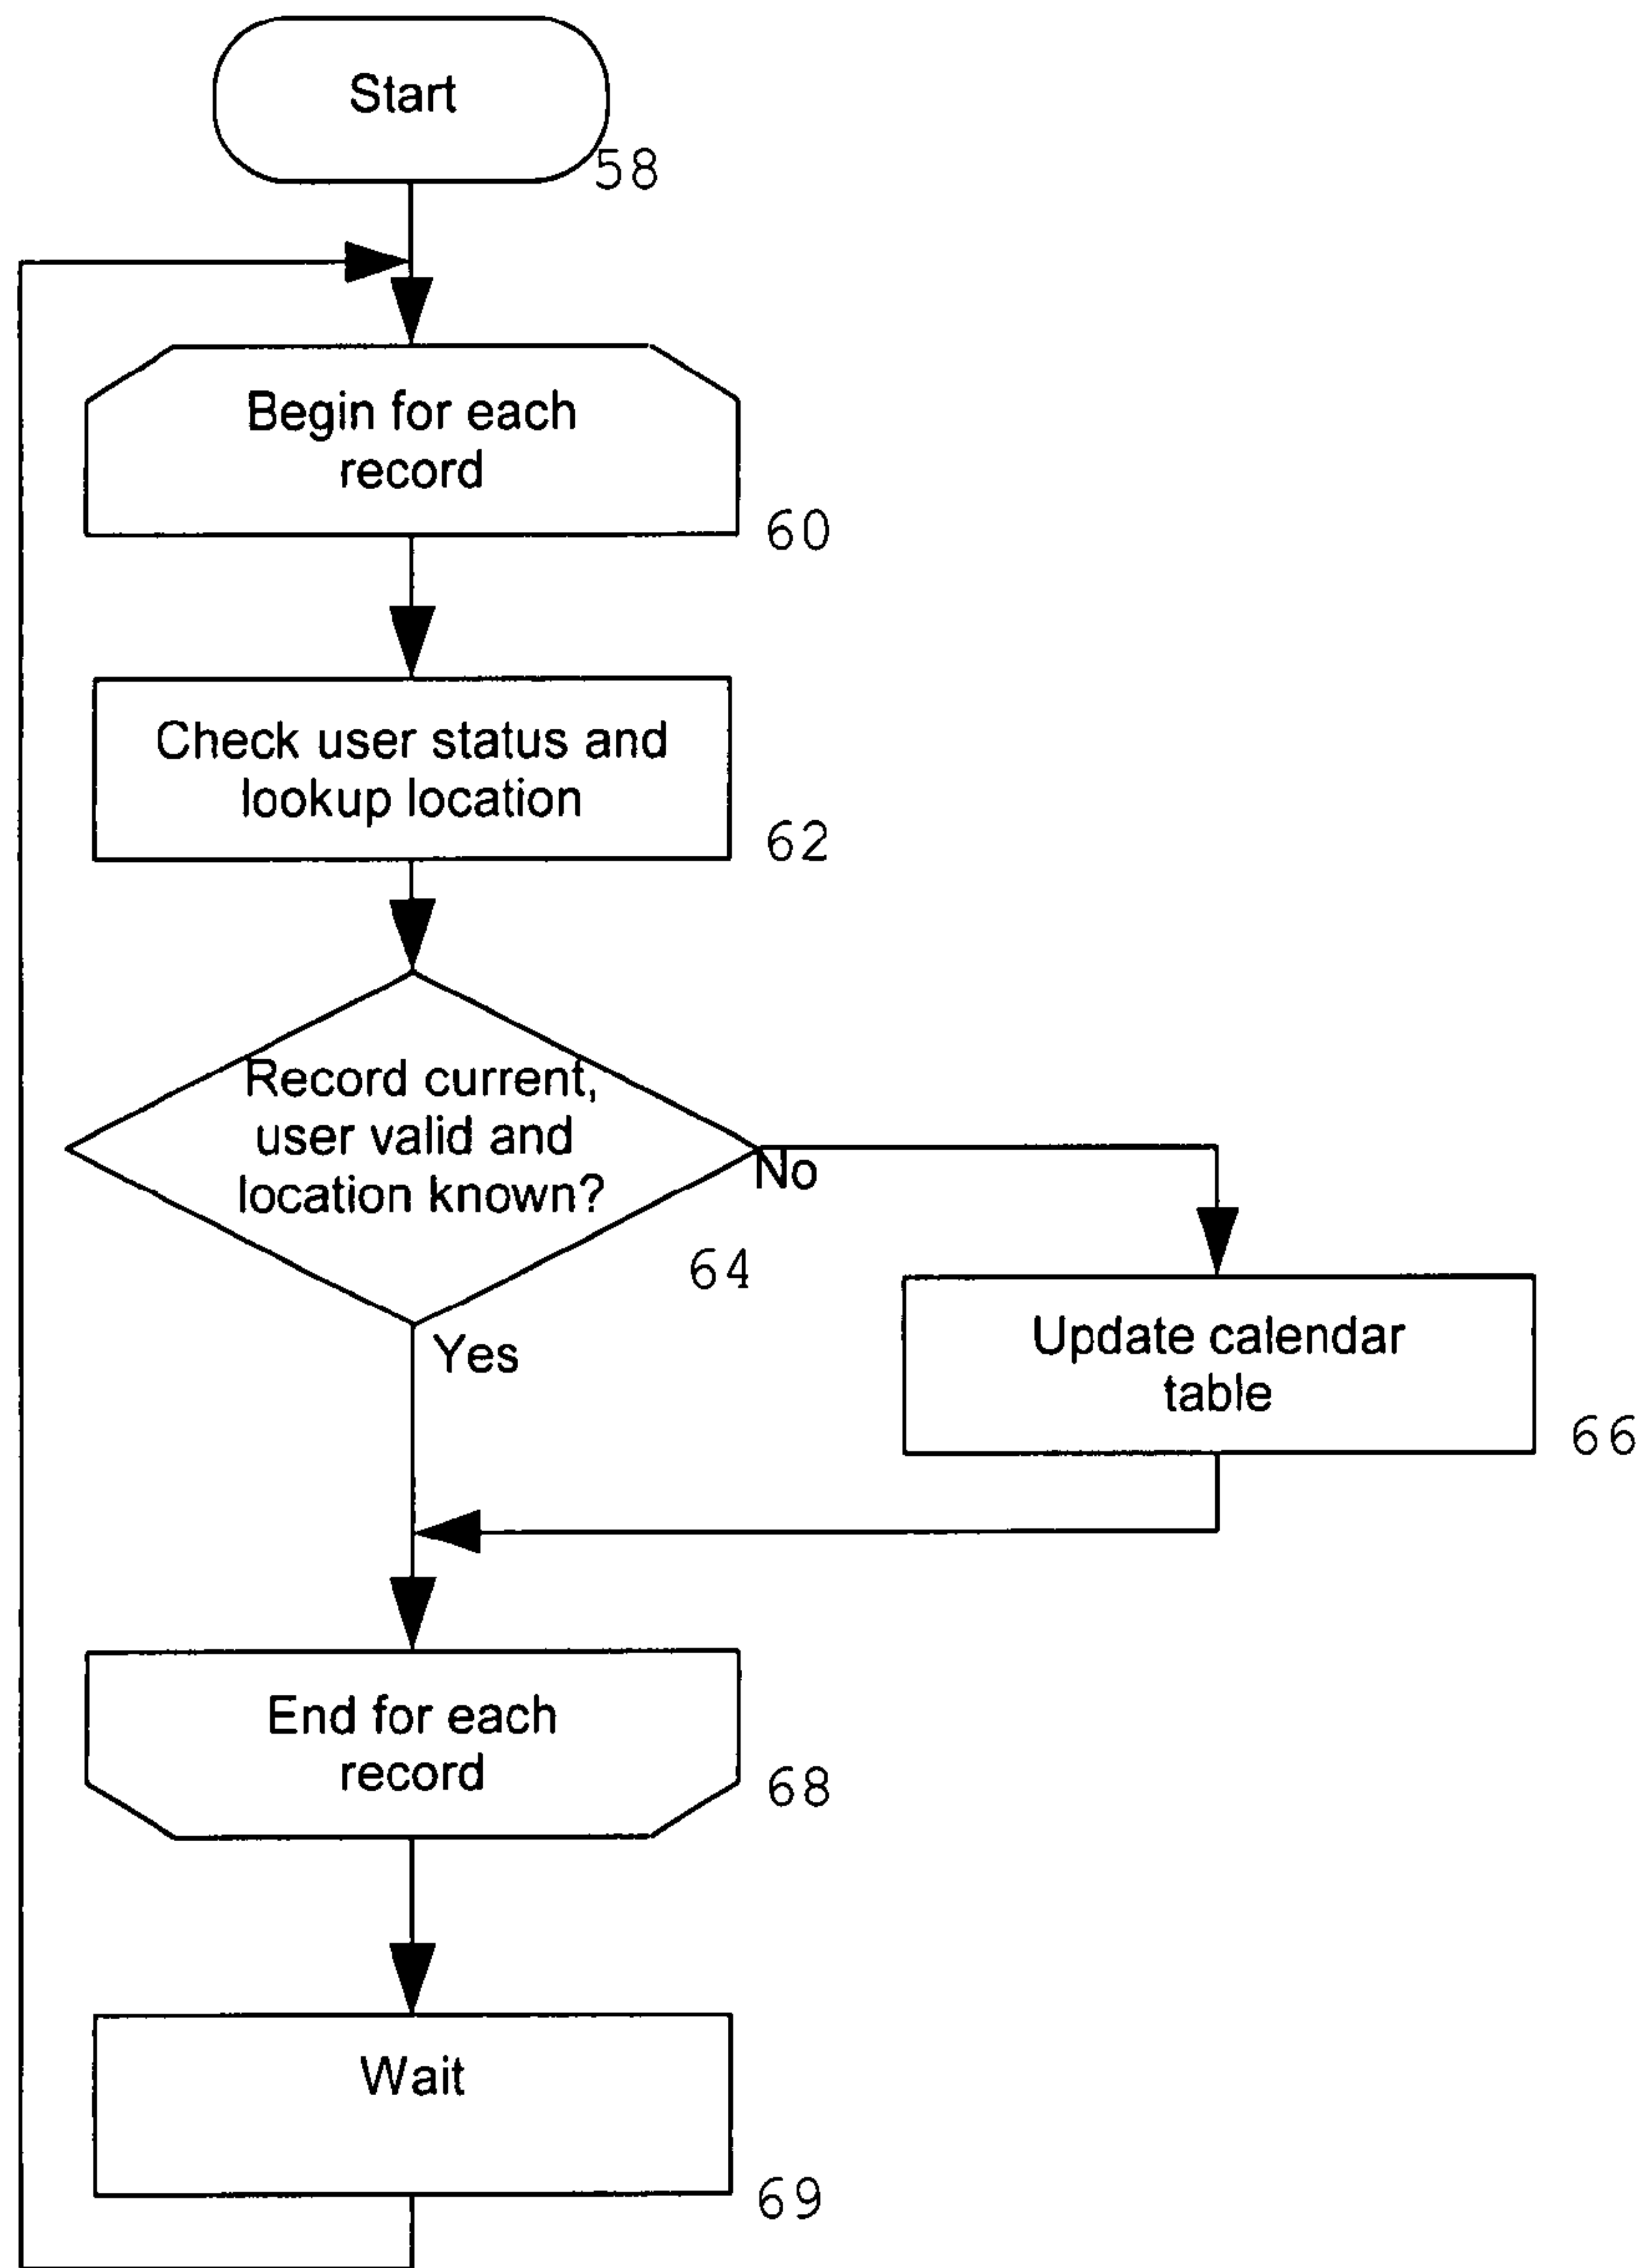 Start
58
Begin for each
record
60
Check user status and
lookup location
62
Record current,
user valid and
location known?
No
64
Yes
Update calendar
table
66
End for each
record
68
Wait
69